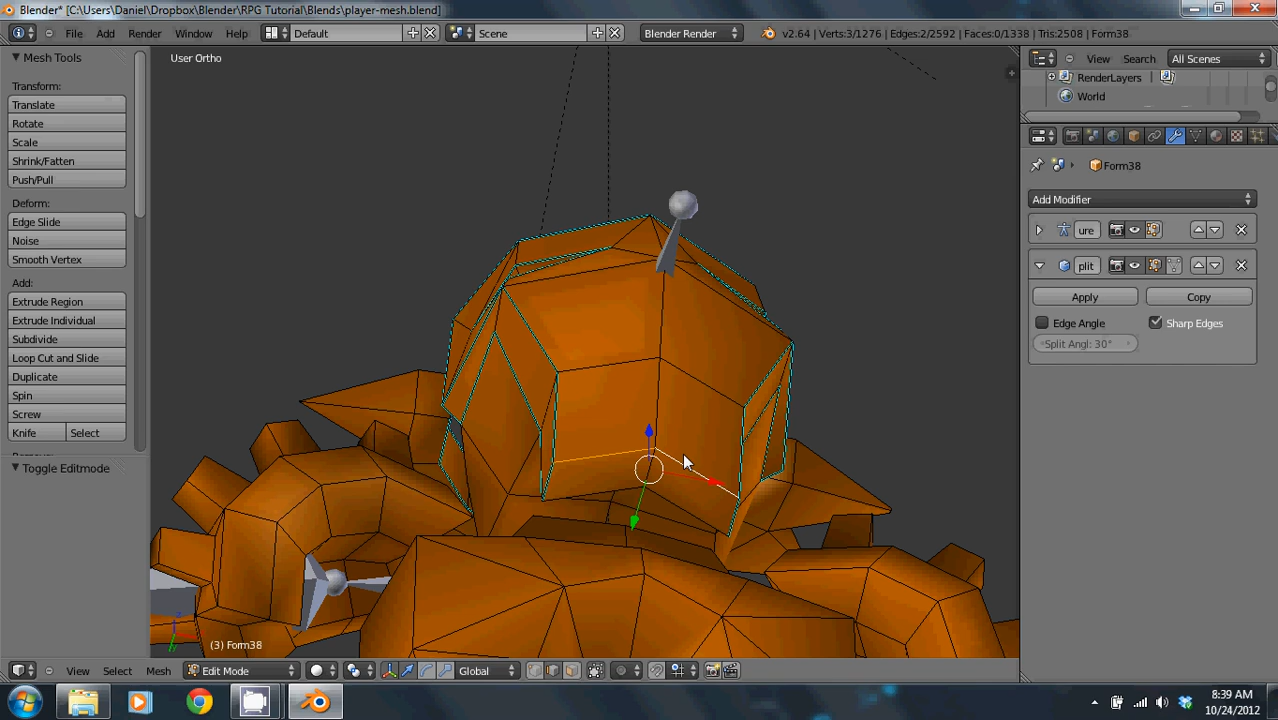 Blender* [C:\Users\Daniel\Dropbox\Blender\RPG Tutorial\Blends\player-mesh.blend]
File Add Render Window Help Default Scene Blender Render v2.64 | Verts:3/1276 | Edges:2/2592 | Faces:0/1338 | Tris:2508 | Form38
Mesh Tools
User Ortho
View Search All Scenes
Transform:
RenderLayers
Translate
World
Rotate
Scale
Shrink/Fatten
Push/Pull
Form38
Deform:
Add Modifier
Edge Slide
Noise
ure
Smooth Vertex
plit
Add:
Extrude Region
Apply Copy
Extrude Individual
Edge Angle Sharp Edges
Subdivide
Split Angl: 30°
Loop Cut and Slide
Duplicate
Spin
Screw
Knife Select
Toggle Editmode
(3) Form38
View Select Mesh Edit Mode Global
8:39 AM
10/24/2012